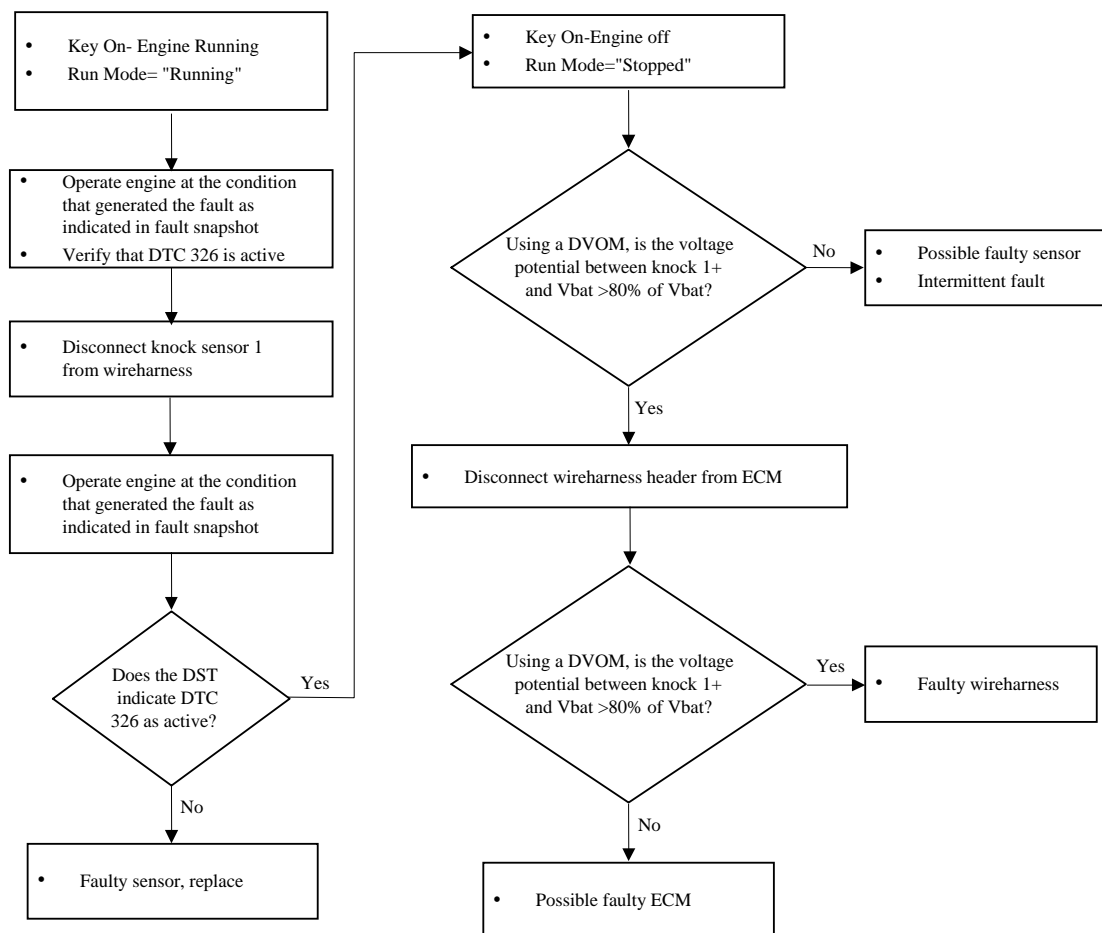 • Key On- Engine Running
• Run Mode= "Running"
• Operate engine at the condition
that generated the fault as
indicated in fault snapshot
• Verify that DTC 326 is active
• Disconnect knock sensor 1
from wireharness
• Operate engine at the condition
that generated the fault as
indicated in fault snapshot
Does the DST
indicate DTC
326 as active?
Yes
No
• Faulty sensor, replace
• Key On-Engine off
• Run Mode="Stopped"
Using a DVOM, is the voltage
potential between knock 1+
and Vbat >80% of Vbat?
No
• Possible faulty sensor
• Intermittent fault
Yes
• Disconnect wireharness header from ECM
Using a DVOM, is the voltage
potential between knock 1+
and Vbat >80% of Vbat?
Yes
• Faulty wireharness
No
• Possible faulty ECM